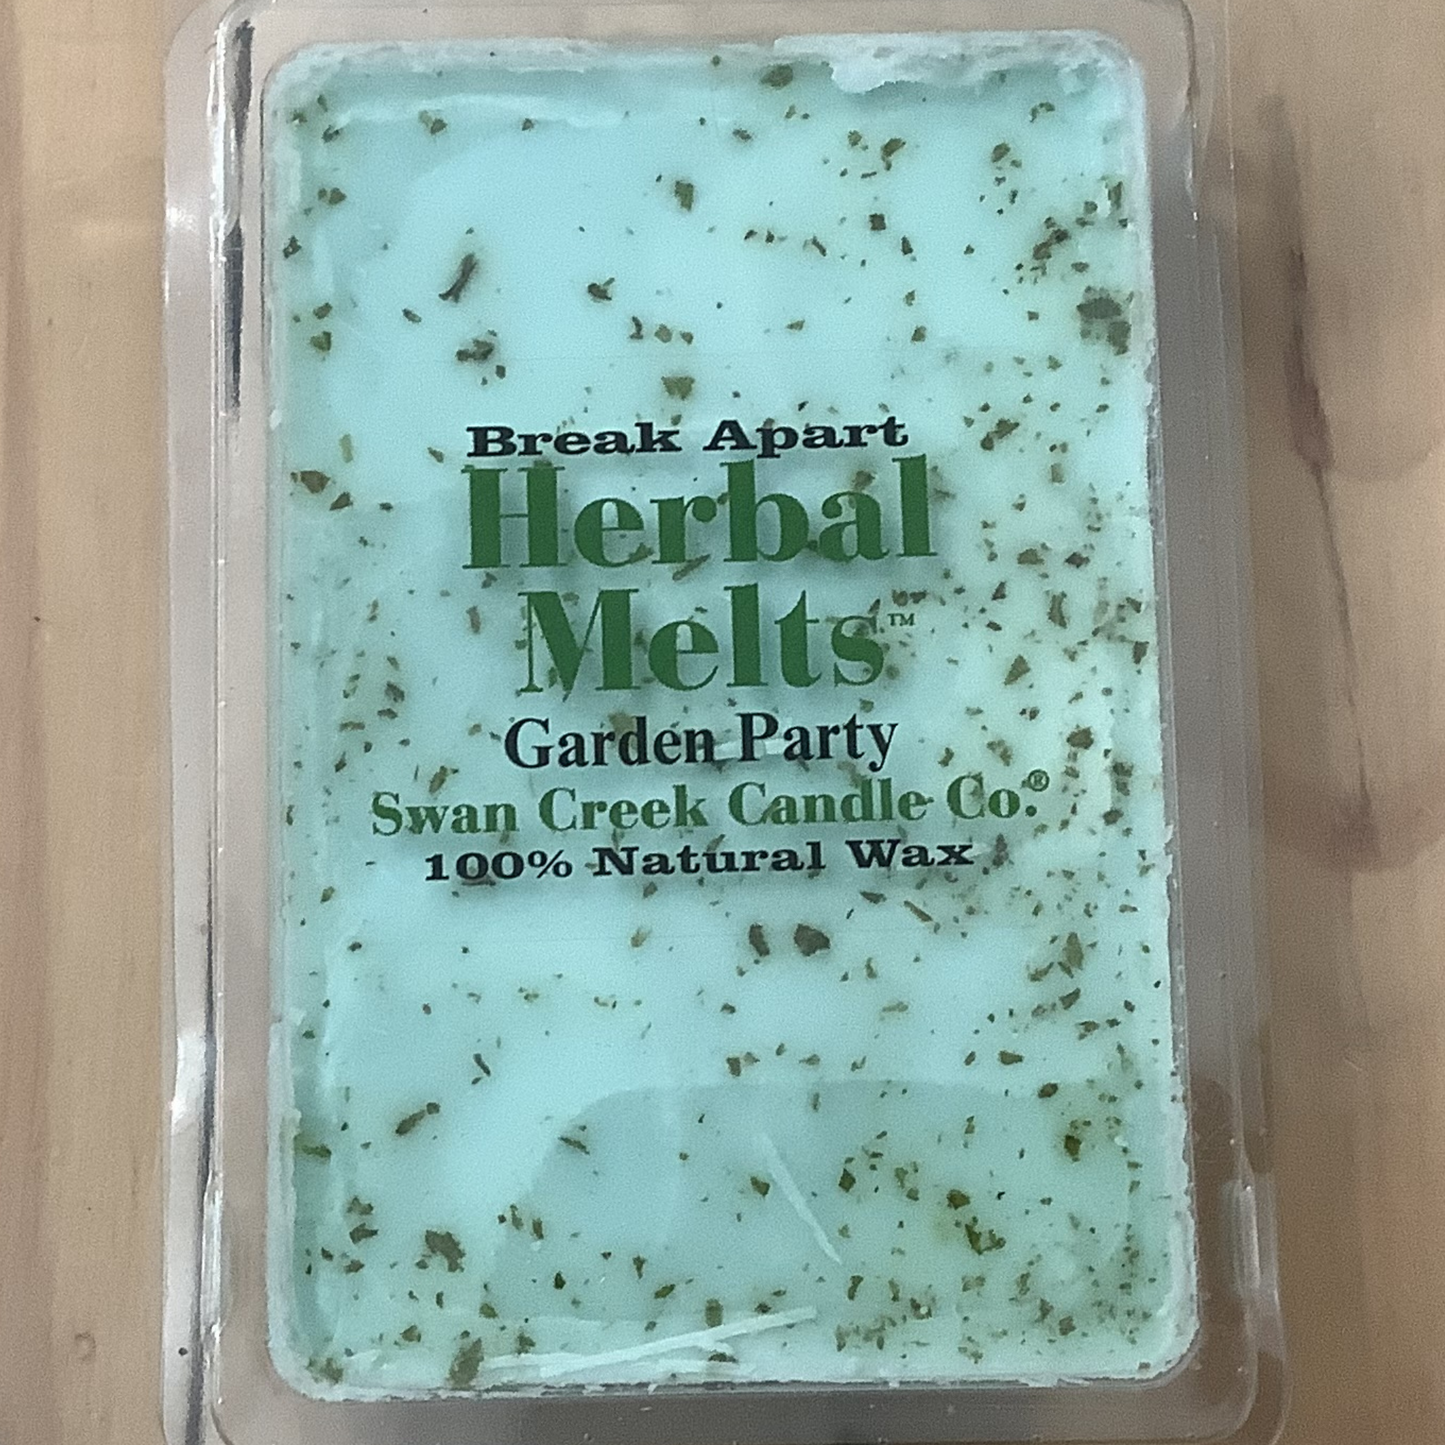 Break Apart
Herbal
Melts™
Garden Party
Swan Creek Candle Co.®
100% Natural Wax